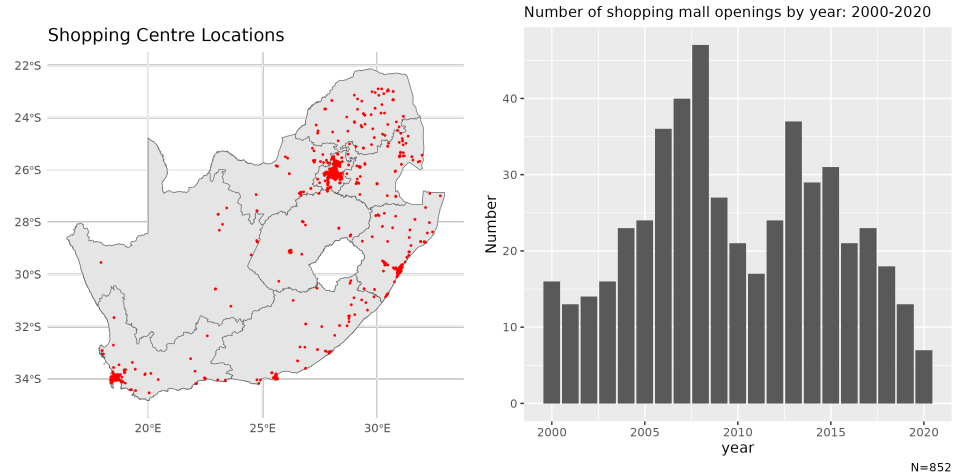 Shopping Centre Locations
22°S
24°S
26°S
28°S
30°S
32°S
34°S
20°E
25°E
30°E
Number of shopping mall openings by year: 2000-2020
Number
40
30
20
10
0
2000
2005
2010
2015
2020
year
N=852